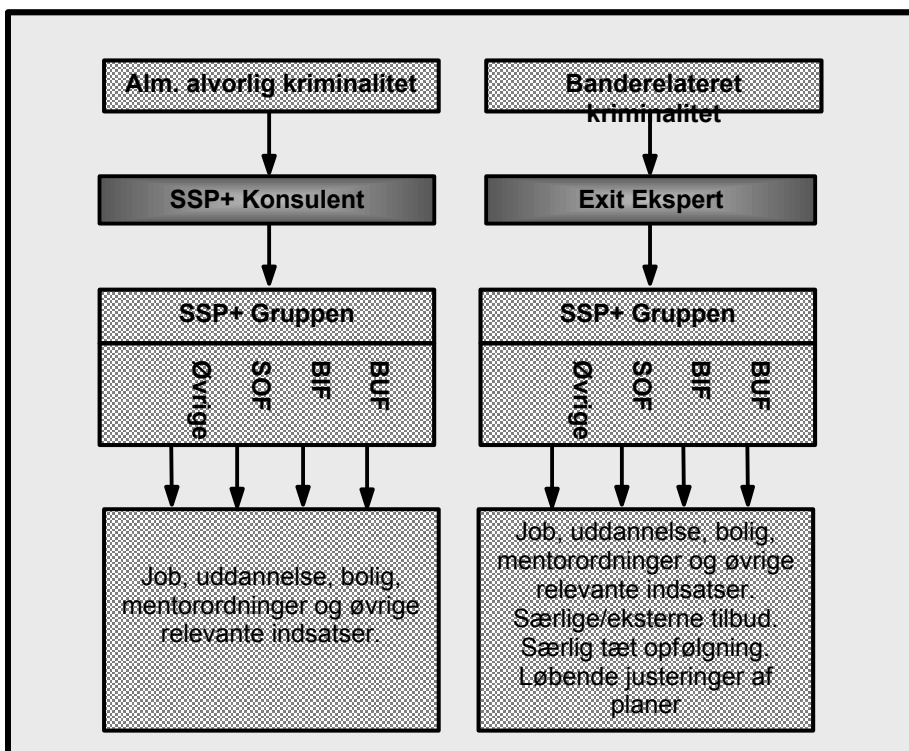 Alm. alvorlig kriminalitet
SSP+ Konsulent
SSP+ Gruppen
Øvrige
SOF
BIF
BUF
Job, uddannelse, bolig,
mentorordninger og øvrige
relevante indsatser.
Banderelateret
kriminalitet
Exit Ekspert
SSP+ Gruppen
Øvrige
SOF
BIF
BUF
Job, uddannelse, bolig,
mentorordninger og øvrige
relevante indsatser.
Særlige/eksterne tilbud.
Særlig tæt opfølgning.
Løbende justeringer af
planer